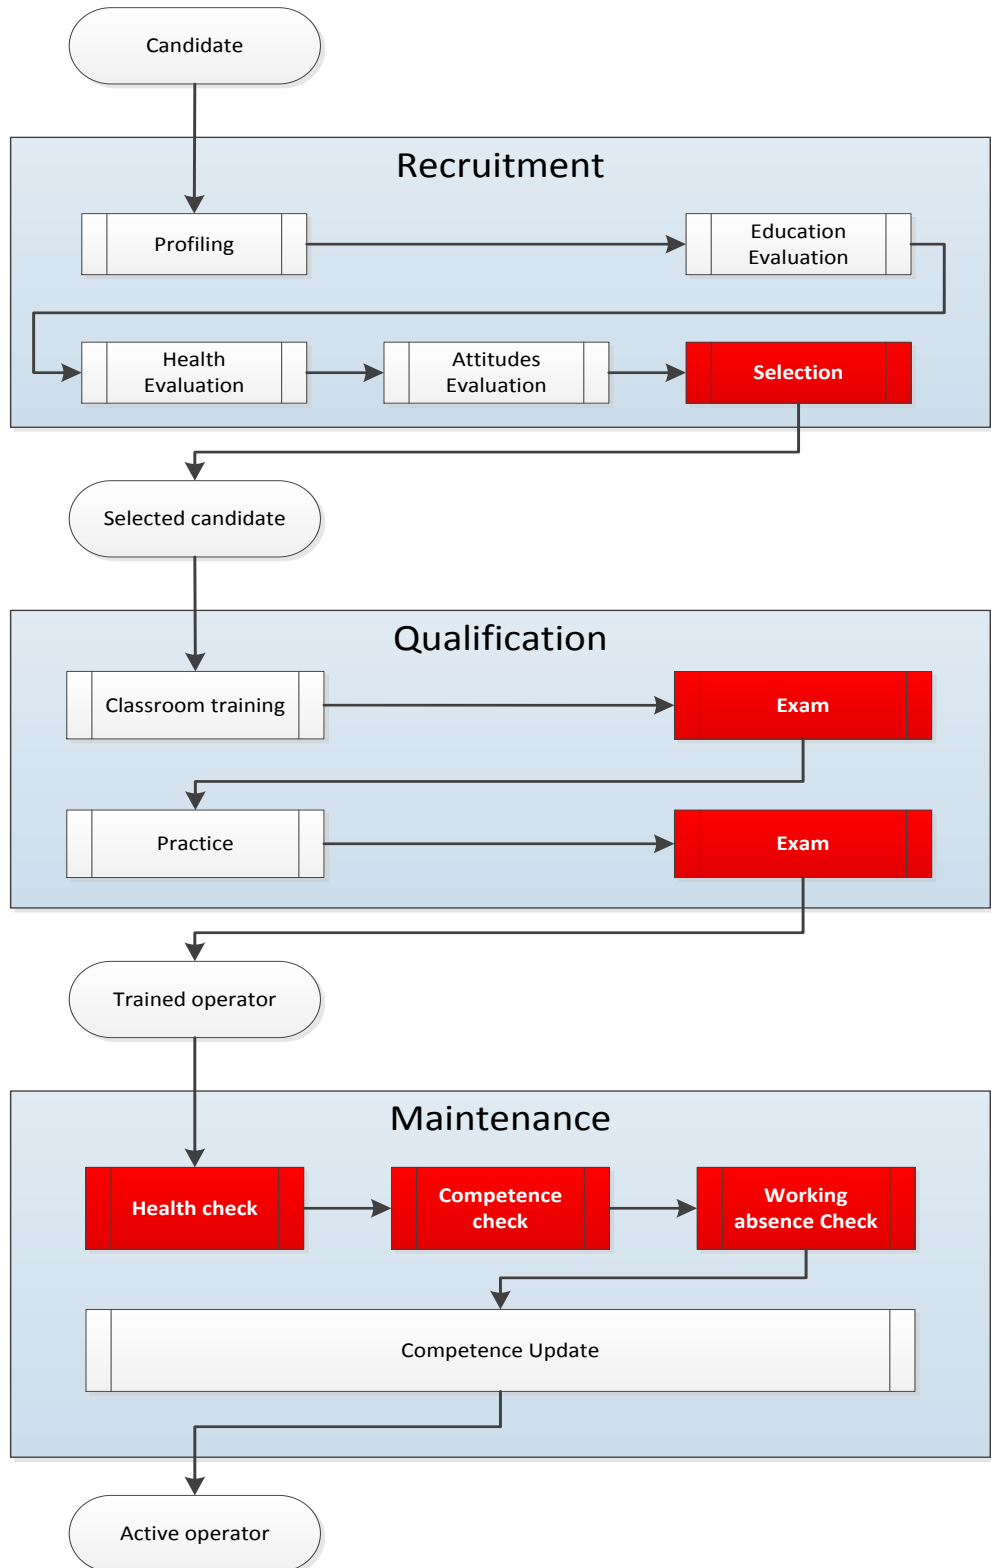 Candidate
Recruitment
Profiling
Education
Evaluation
Health
Evaluation
Attitudes
Evaluation
Selection
Selected candidate
Qualification
Classroom training
Exam
Practice
Exam
Trained operator
Maintenance
Health check
Competence
check
Working
absence Check
Competence Update
Active operator